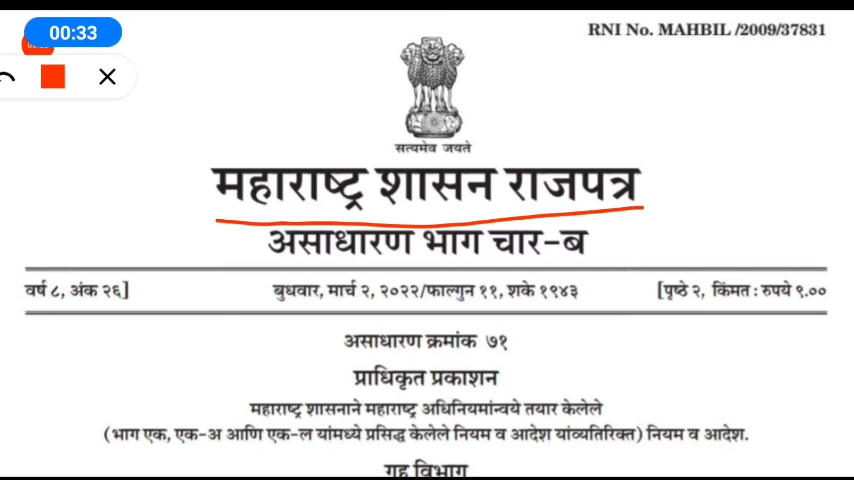 00:33
RNI No. MAHBIL /2009/37831
सत्यमेव जयते
महाराष्ट्र शासन राजपत्र
असाधारण भाग चार-ब
वर्ष ८, अंक २६] बुधवार, मार्च २, २०२२/फाल्गुन ११, शके १९४३ [पृष्ठे २, किंमत : रुपये ९.००
असाधारण क्रमांक ७१
प्राधिकृत प्रकाशन
महाराष्ट्र शासनाने महाराष्ट्र अधिनियमांन्वये तयार केलेले
(भाग एक, एक-अ आणि एक-ल यांमध्ये प्रसिद्ध केलेले नियम व आदेश यांव्यतिरिक्त) नियम व आदेश.
गृह विभाग